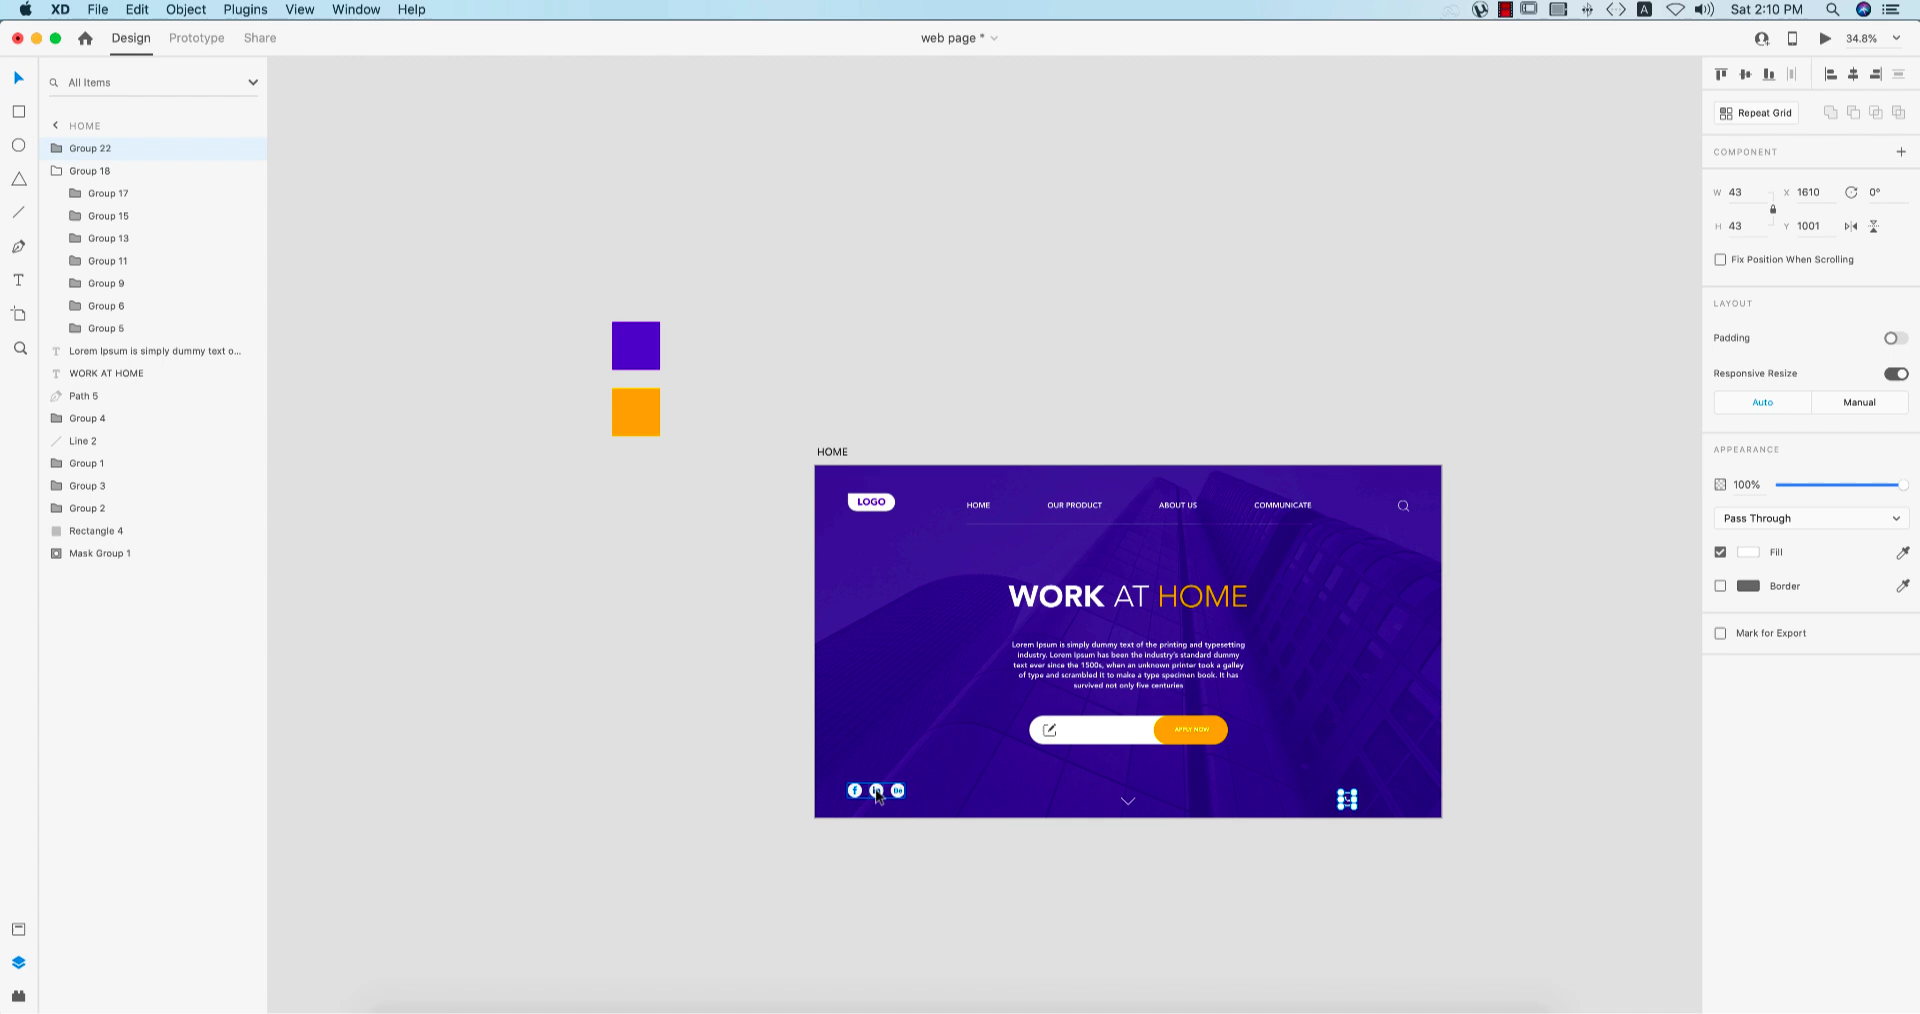 XD File Edit Object Plugins View Window Help
A Sat 2:10 PM
Design Prototype Share
web page *
34.8%
All Items
HOME
Group 22
Group 18
Group 17
Group 15
Group 13
Group 11
Group 9
Group 6
Group 5
Lorem Ipsum is simply dummy text o...
WORK AT HOME
Path 5
Group 4
Line 2
Group 1
Group 3
Group 2
Rectangle 4
Mask Group 1
HOME
LOGO
HOME OUR PRODUCT ABOUT US COMMUNICATE
WORK AT HOME
Lorem Ipsum is simply dummy text of the printing and typesetting
industry. Lorem Ipsum has been the industry's standard dummy
text ever since the 1500s, when an unknown printer took a galley
of type and scrambled it to make a type specimen book. It has
survived not only five centuries
APPLY NOW
f in Be
Repeat Grid
COMPONENT
W 43 X 1610 0°
H 43 Y 1001
Fix Position When Scrolling
LAYOUT
Padding
Responsive Resize
Auto Manual
APPEARANCE
100%
Pass Through
Fill
Border
Mark for Export